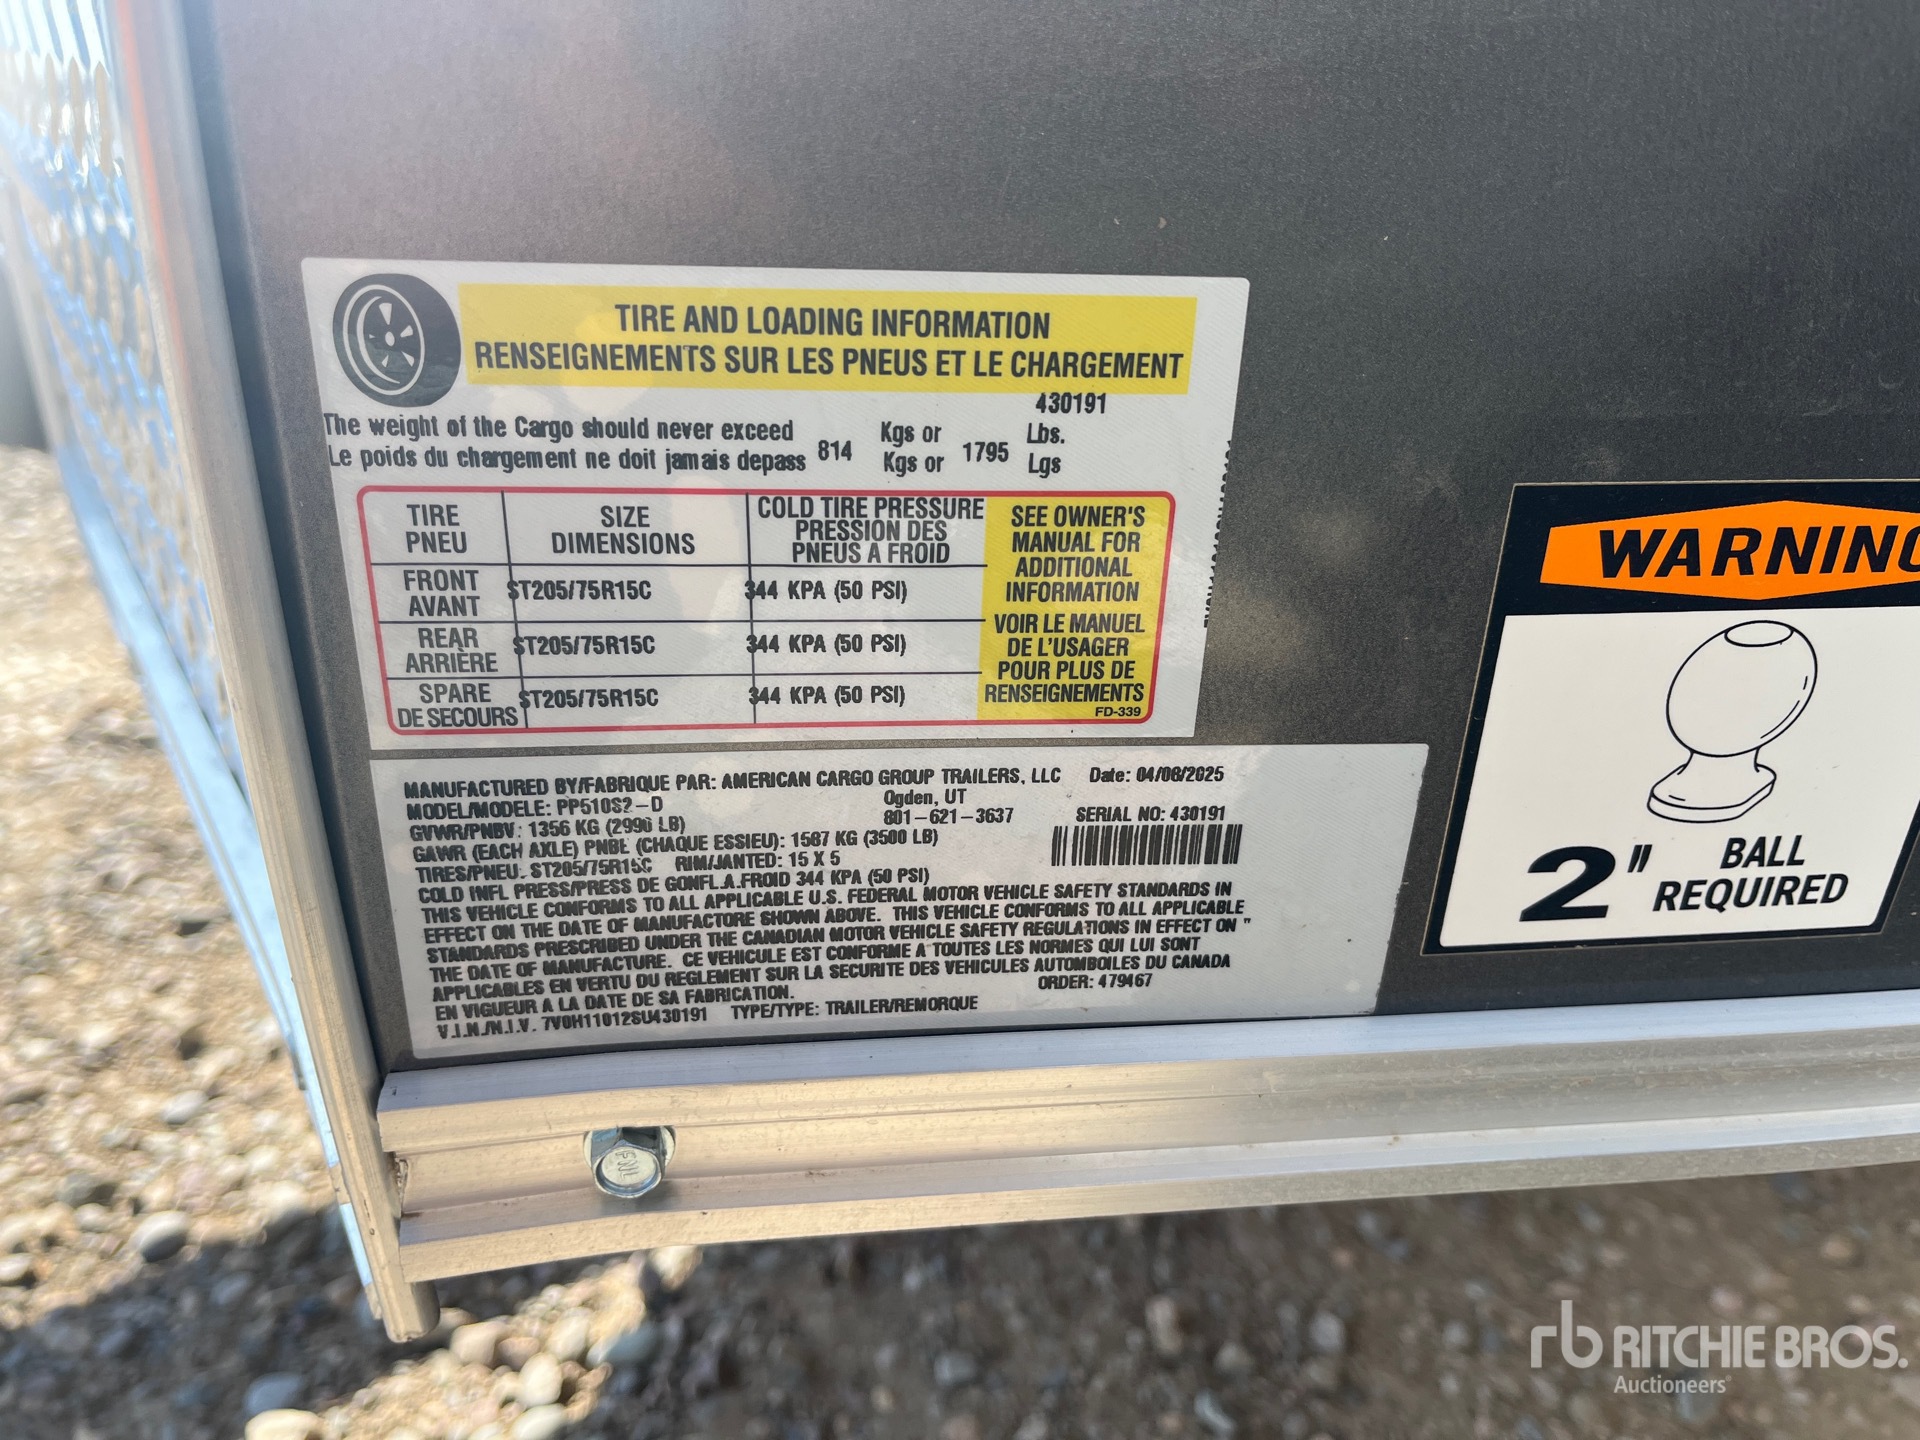 TIRE AND LOADING INFORMATION
RENSEIGNEMENTS SUR LES PNEUS ET LE CHARGEMENT
430191
The weight of the Cargo should never exceed 814 Kgs or 1795 Lbs.
Le poids du chargement ne doit jamais depass Kgs or Lgs
TIRE PNEU
SIZE DIMENSIONS
COLD TIRE PRESSURE
PRESSION DES
PNEUS A FROID
FRONT AVANT ST205/75R15C 344 KPA (50 PSI)
REAR ARRIÈRE ST205/75R15C 344 KPA (50 PSI)
SPARE DE SECOURS ST205/75R15C 344 KPA (50 PSI)
SEE OWNER'S
MANUAL FOR
ADDITIONAL
INFORMATION
VOIR LE MANUEL
DE L'USAGER
POUR PLUS DE
RENSEIGNEMENTS
FD-339
MANUFACTURED BY/FABRIQUE PAR: AMERICAN CARGO GROUP TRAILERS, LLC Date: 04/08/2025
MODEL/MODELE: PP510S2-D Ogden, UT
GVWR/PNBV: 1356 KG (2990 LB) 801-621-3637 SERIAL NO: 430191
GAWR (EACH AXLE) PNBE (CHAQUE ESSIEU): 1587 KG (3500 LB)
TIRES/PNEU: ST205/75R15C RIM/JANTED: 15 X 5
COLD INFL PRESS/PRESS DE GONFL.A.FROID 344 KPA (50 PSI)
THIS VEHICLE CONFORMS TO ALL APPLICABLE U.S. FEDERAL MOTOR VEHICLE SAFETY STANDARDS IN
EFFECT ON THE DATE OF MANUFACTORE SHOWN ABOVE. THIS VEHICLE CONFORMS TO ALL APPLICABLE
STANDARDS PRESCRIBED UNDER THE CANADIAN MOTOR VEHICLE SAFETY REGULATIONS IN EFFECT ON "
THE DATE OF MANUFACTURE. CE VEHICULE EST CONFORME A TOUTES LES NORMES QUI LUI SONT
APPLICABLES EN VERTU DU REGLEMENT SUR LA SECURITE DES VEHICULES AUTOMBOILES DU CANADA
EN VIGUEUR A LA DATE DE SA FABRICATION. ORDER: 479467
V.I.N./N.I.V. 7V0H11012SU430191 TYPE/TYPE: TRAILER/REMORQUE
WARNING
2" BALL
REQUIRED
rb RITCHIE BROS.
Auctioneers